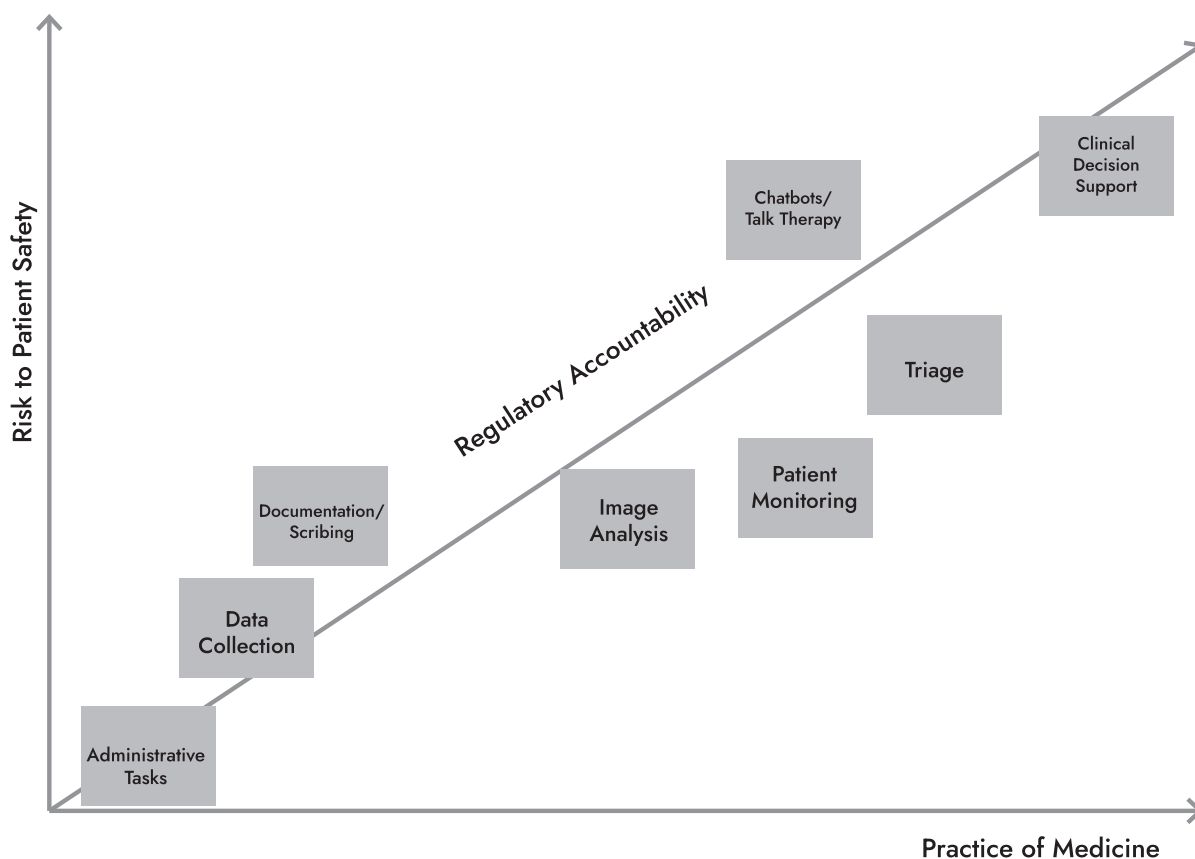 Clinical
Decision
Support
Chatbots/
Talk Therapy
Risk to Patient Safety
Regulatory Accountability
Triage
Patient
Monitoring
Image
Analysis
Documentation/
Scribing
Data
Collection
Administrative
Tasks
Practice of Medicine